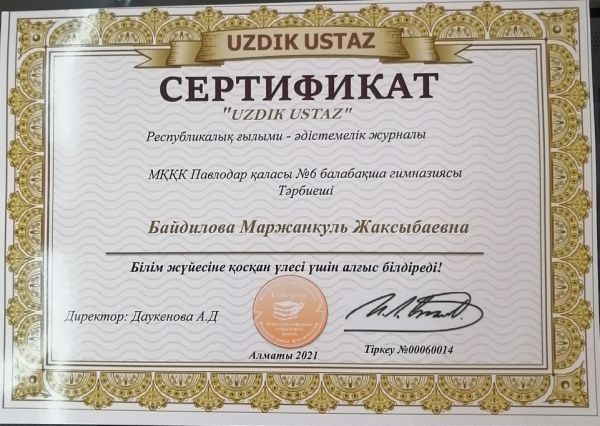 UZDIK USTAZ
СЕРТИФИКАТ
"UZDIK USTAZ"
Республикалық ғылыми - әдістемелік журналы
МҚҚК Павлодар қаласы №6 балабақша гимназиясы
Тәрбиеші
Байдилова Маржанкуль Жаксыбаевна
Білім жүйесіне қосқан үлесі үшін алғыс білдіреді!
Директор: Даукенова А.Д
Тіркеу №00060014
Алматы 2021